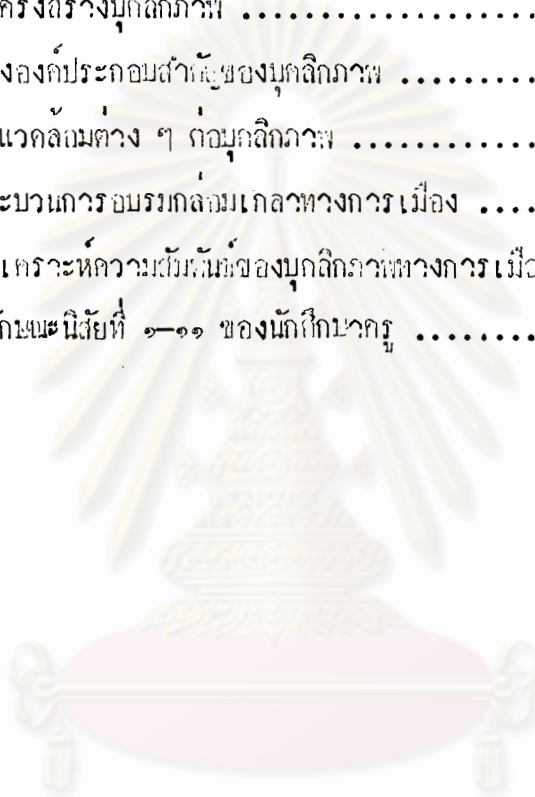 ครงสร้างบุคลิกภาพ ....................
ององค์ประกอบสำคัญของบุคลิกภาพ .........
แวดล้อมต่าง ๆ ต่อบุคลิกภาพ .............
ะบวนการอบรมกล่อมเกลาทางการเมือง ....
เคราะห์ความสัมพันธ์ของบุคลิกภาพทางการเมือ
ักษณะนิสัยที่ ๑-๑๑ ของนักศึกษาครู ........